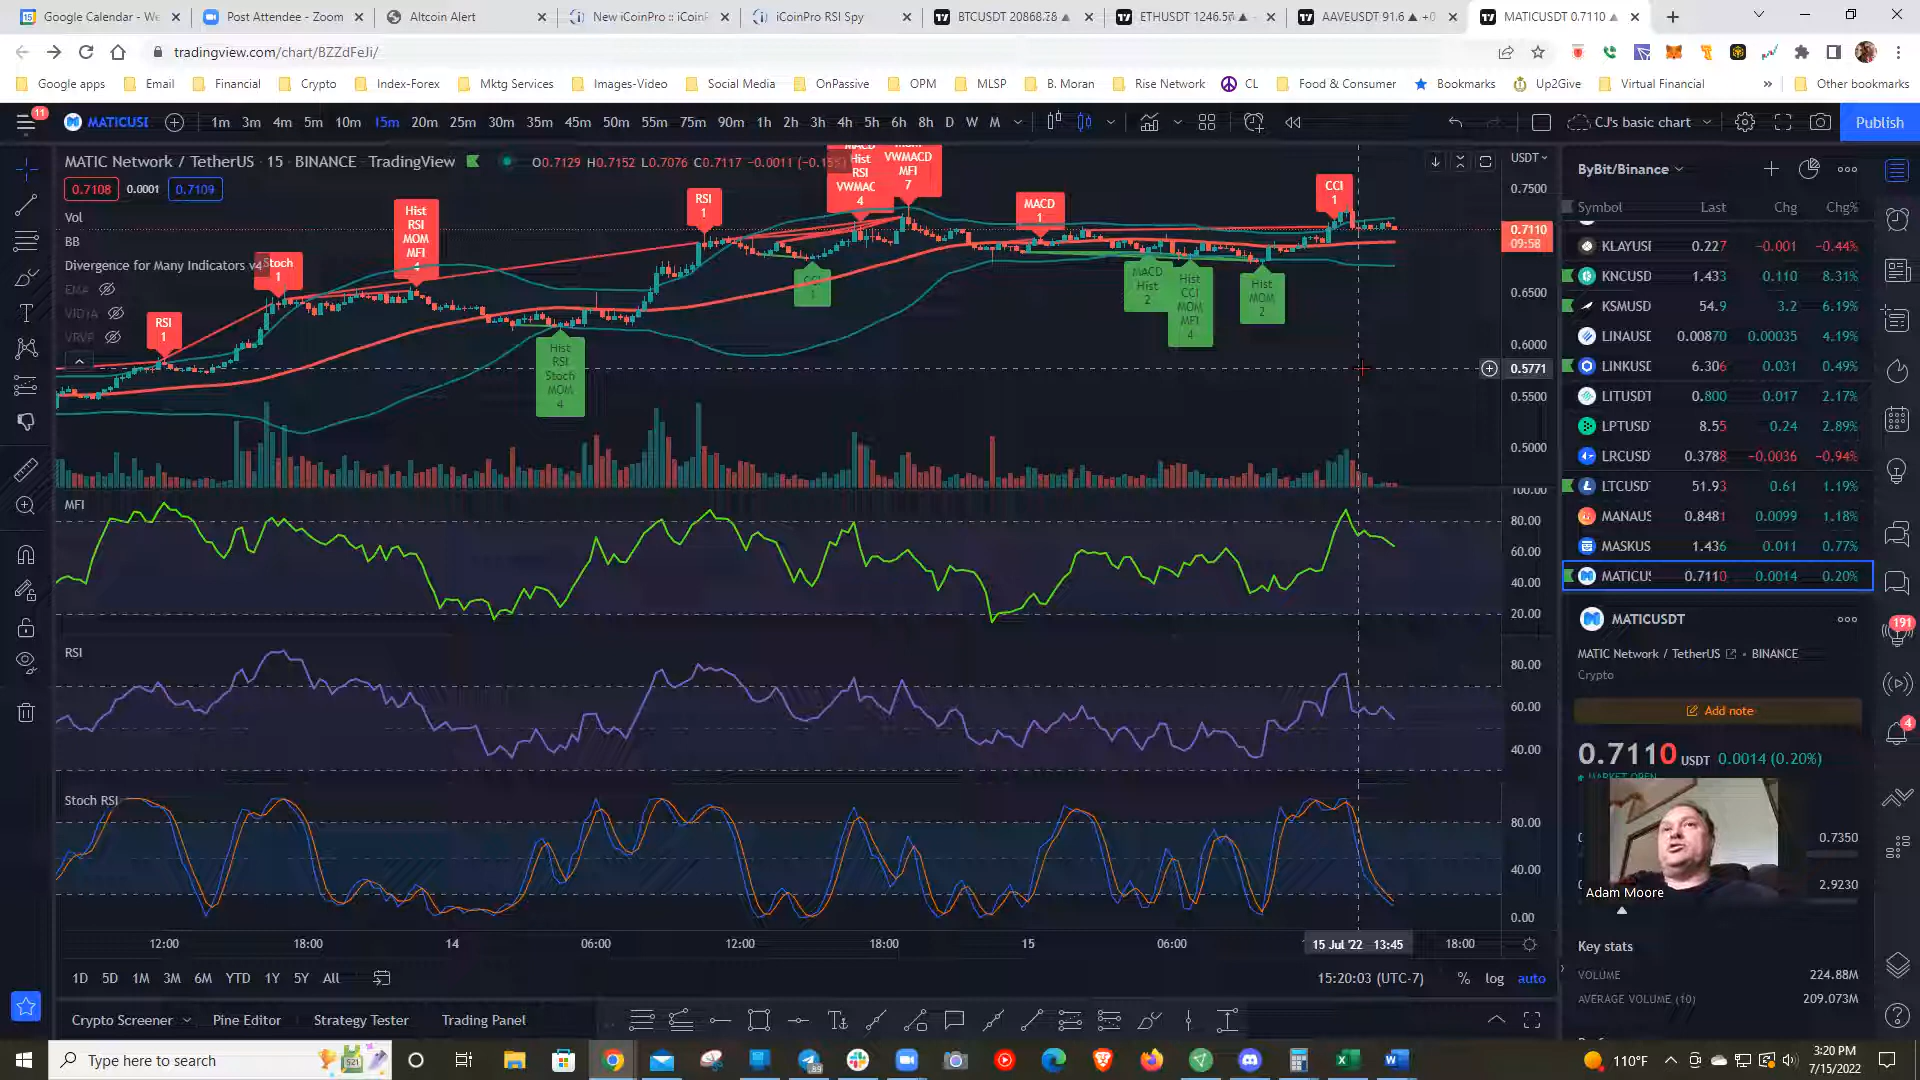 Google Calendar - We
Post Attendee - Zoom
Altcoin Alert
New iCoinPro :: iCoinF
iCoinPro RSI Spy
BTCUSDT 20868.78 ▲
ETHUSDT 1246.57 ▲
AAVEUSDT 91.6 ▲ +0
MATICUSDT 0.7110 ▲
tradingview.com/chart/BZZdFeJi/
Google apps
Email
Financial
Crypto
Index-Forex
Mktg Services
Images-Video
Social Media
OnPassive
OPM
MLSP
B. Moran
Rise Network
CL
Food & Consumer
Bookmarks
Up2Give
Virtual Financial
Other bookmarks
11
MATICUSI
1m 3m 4m 5m 10m 15m 20m 25m 30m 35m 45m 50m 55m 75m 90m 1h 2h 3h 4h 5h 6h 8h D W M
CJ's basic chart
Publish
MATIC Network / TetherUS · 15 · BINANCE · TradingView
O0.7129 H0.7152 L0.7076 C0.7117 -0.0011
0.7108 0.0001 0.7109
Vol
BB
Divergence for Many Indicators v4
EMA
VIDYA
VRVP
RSI
1
Stoch
1
Hist
RSI
MOM
MFI
4
Hist
RSI
Stoch
MOM
4
RSI
1
CCI
1
MACD
Hist
RSI
VWMAC
4
VWMACD
MFI
7
MACD
1
MACD
Hist
2
Hist
CCI
MOM
MFI
4
Hist
MOM
2
CCI
1
USDT
0.7500
0.7110
09:58
0.6500
0.6000
0.5771
0.5500
0.5000
MFI
100.00
80.00
60.00
40.00
20.00
RSI
80.00
60.00
40.00
Stoch RSI
80.00
40.00
0.00
12:00 18:00 14 06:00 12:00 18:00 15 06:00 15 Jul '22 13:45 18:00
1D 5D 1M 3M 6M YTD 1Y 5Y All
15:20:03 (UTC-7) % log auto
Crypto Screener
Pine Editor
Strategy Tester
Trading Panel
ByBit/Binance
Symbol Last Chg Chg%
KLAYUSI 0.227 −0.001 −0.44%
KNCUSD 1.433 0.110 8.31%
KSMUSD 54.9 3.2 6.19%
LINAUSI 0.00870 0.00035 4.19%
LINKUSI 6.306 0.031 0.49%
LITUSDT 0.800 0.017 2.17%
LPTUSD 8.55 0.24 2.89%
LRCUSD 0.3788 −0.0036 −0.94%
LTCUSD 51.93 0.61 1.19%
MANAUS 0.8481 0.0099 1.18%
MASKUS 1.436 0.011 0.77%
MATICUS 0.7110 0.0014 0.20%
MATICUSDT
MATIC Network / TetherUS • BINANCE
Crypto
Add note
0.7110 USDT 0.0014 (0.20%)
MARKET OPEN
0.7350
2.9230
Adam Moore
Key stats
VOLUME 224.88M
AVERAGE VOLUME (10) 209.073M
191
4
Type here to search
110°F
3:20 PM
7/15/2022